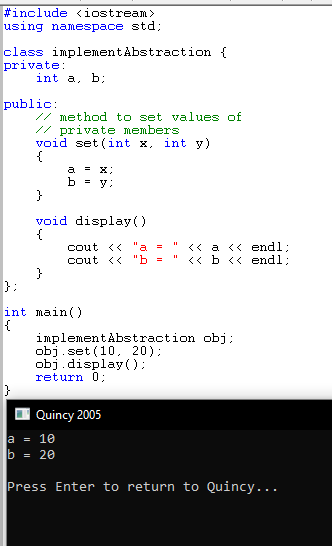 #include <iostream>
using namespace std;

class implementAbstraction {
private:
    int a, b;

public:
    // method to set values of
    // private members
    void set(int x, int y)
    {
        a = x;
        b = y;
    }

    void display()
    {
        cout << "a = " << a << endl;
        cout << "b = " << b << endl;
    }
};

int main()
{
    implementAbstraction obj;
    obj.set(10, 20);
    obj.display();
    return 0;
}
Quincy 2005
a = 10
b = 20

Press Enter to return to Quincy...